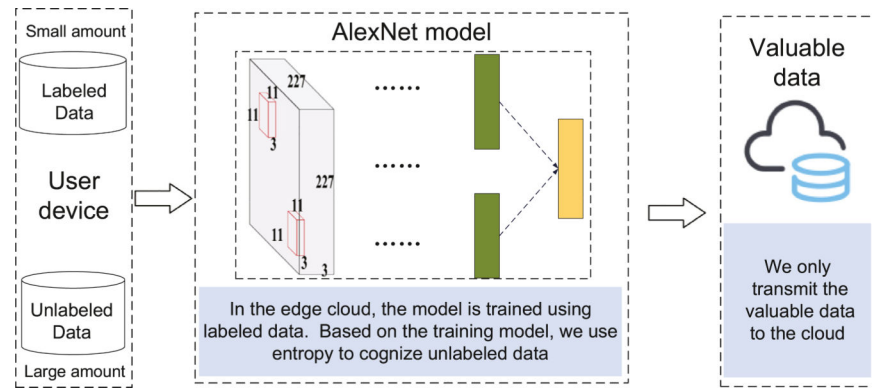 Small amount
Labeled
Data
User
device
Unlabeled
Data
Large amount
AlexNet model
227
11
11
3
227
11
11
3
3
......
......
......
In the edge cloud, the model is trained using
labeled data. Based on the training model, we use
entropy to cognize unlabeled data
Valuable
data
We only
transmit the
valuable data
to the cloud